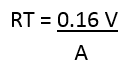 RT = 0.16 V
A